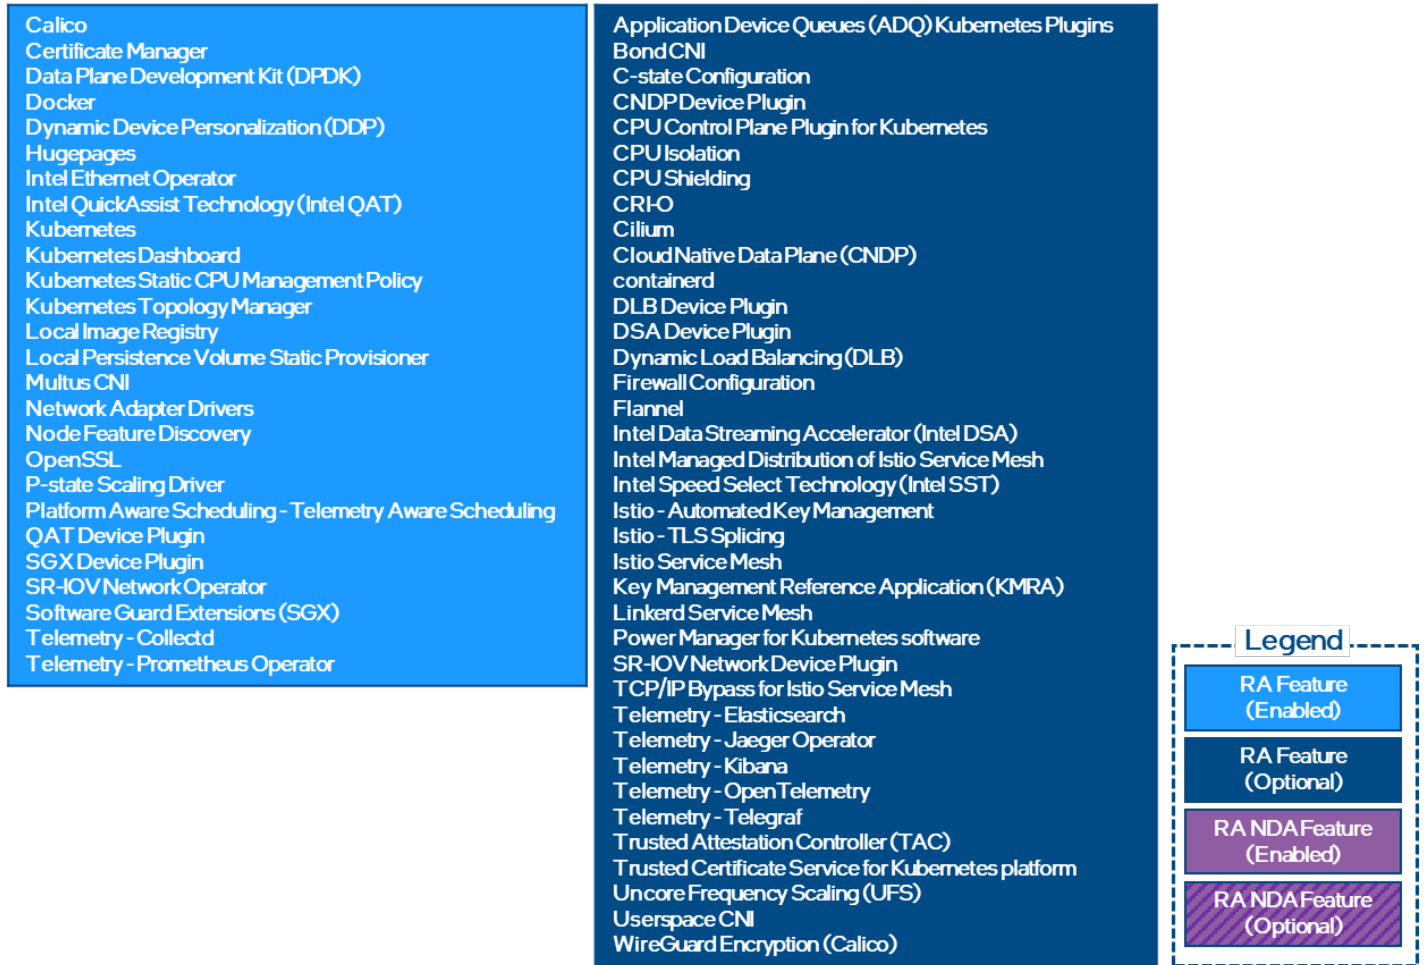 Calico
Certificate Manager
Data Plane Development Kit (DPDK)
Docker
Dynamic Device Personalization (DDP)
Hugepages
Intel Ethernet Operator
Intel QuickAssist Technology (Intel QAT)
Kubernetes
Kubernetes Dashboard
Kubernetes Static CPU Management Policy
Kubernetes Topology Manager
Local Image Registry
Local Persistence Volume Static Provisioner
Multus CNI
Network Adapter Drivers
Node Feature Discovery
OpenSSL
P-state Scaling Driver
Platform Aware Scheduling - Telemetry Aware Scheduling
QAT Device Plugin
SGX Device Plugin
SR-IOV Network Operator
Software Guard Extensions (SGX)
Telemetry - Collectd
Telemetry - Prometheus Operator
Application Device Queues (ADQ) Kubernetes Plugins
Bond CNI
C-state Configuration
CNDP Device Plugin
CPU Control Plane Plugin for Kubernetes
CPU Isolation
CPU Shielding
CRI-O
Cilium
Cloud Native Data Plane (CNDP)
containerd
DLB Device Plugin
DSA Device Plugin
Dynamic Load Balancing (DLB)
Firewall Configuration
Flannel
Intel Data Streaming Accelerator (Intel DSA)
Intel Managed Distribution of Istio Service Mesh
Intel Speed Select Technology (Intel SST)
Istio - Automated Key Management
Istio - TLS Splicing
Istio Service Mesh
Key Management Reference Application (KMRA)
Linkerd Service Mesh
Power Manager for Kubernetes software
SR-IOV Network Device Plugin
TCP/IP Bypass for Istio Service Mesh
Telemetry - Elasticsearch
Telemetry - Jaeger Operator
Telemetry - Kibana
Telemetry - OpenTelemetry
Telemetry - Telegraf
Trusted Attestation Controller (TAC)
Trusted Certificate Service for Kubernetes platform
Uncore Frequency Scaling (UFS)
Userspace CNI
WireGuard Encryption (Calico)
Legend
RA Feature
(Enabled)
RA Feature
(Optional)
RA NDA Feature
(Enabled)
RA NDA Feature
(Optional)